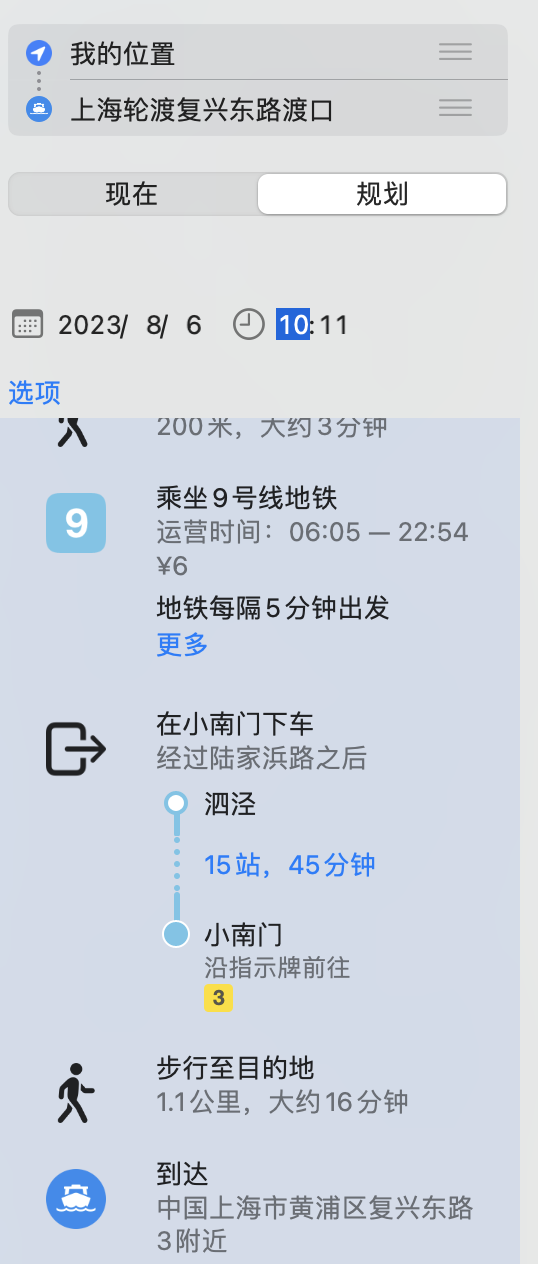 我的位置
上海轮渡复兴东路渡口
现在 规划
2023/ 8/ 6 10:11
选项
200米，大约3分钟
9
乘坐9号线地铁
运营时间：06:05 — 22:54
¥6
地铁每隔5分钟出发
更多
在小南门下车
经过陆家浜路之后
泗泾
15站，45分钟
小南门
沿指示牌前往
3
步行至目的地
1.1公里，大约16分钟
到达
中国上海市黄浦区复兴东路
3附近